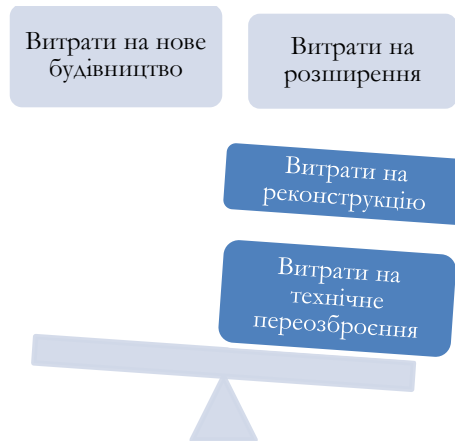 Витрати на нове
будівництво
Витрати на
розширення
Витрати на
реконструкцію
Витрати на
технічне
переозброєння